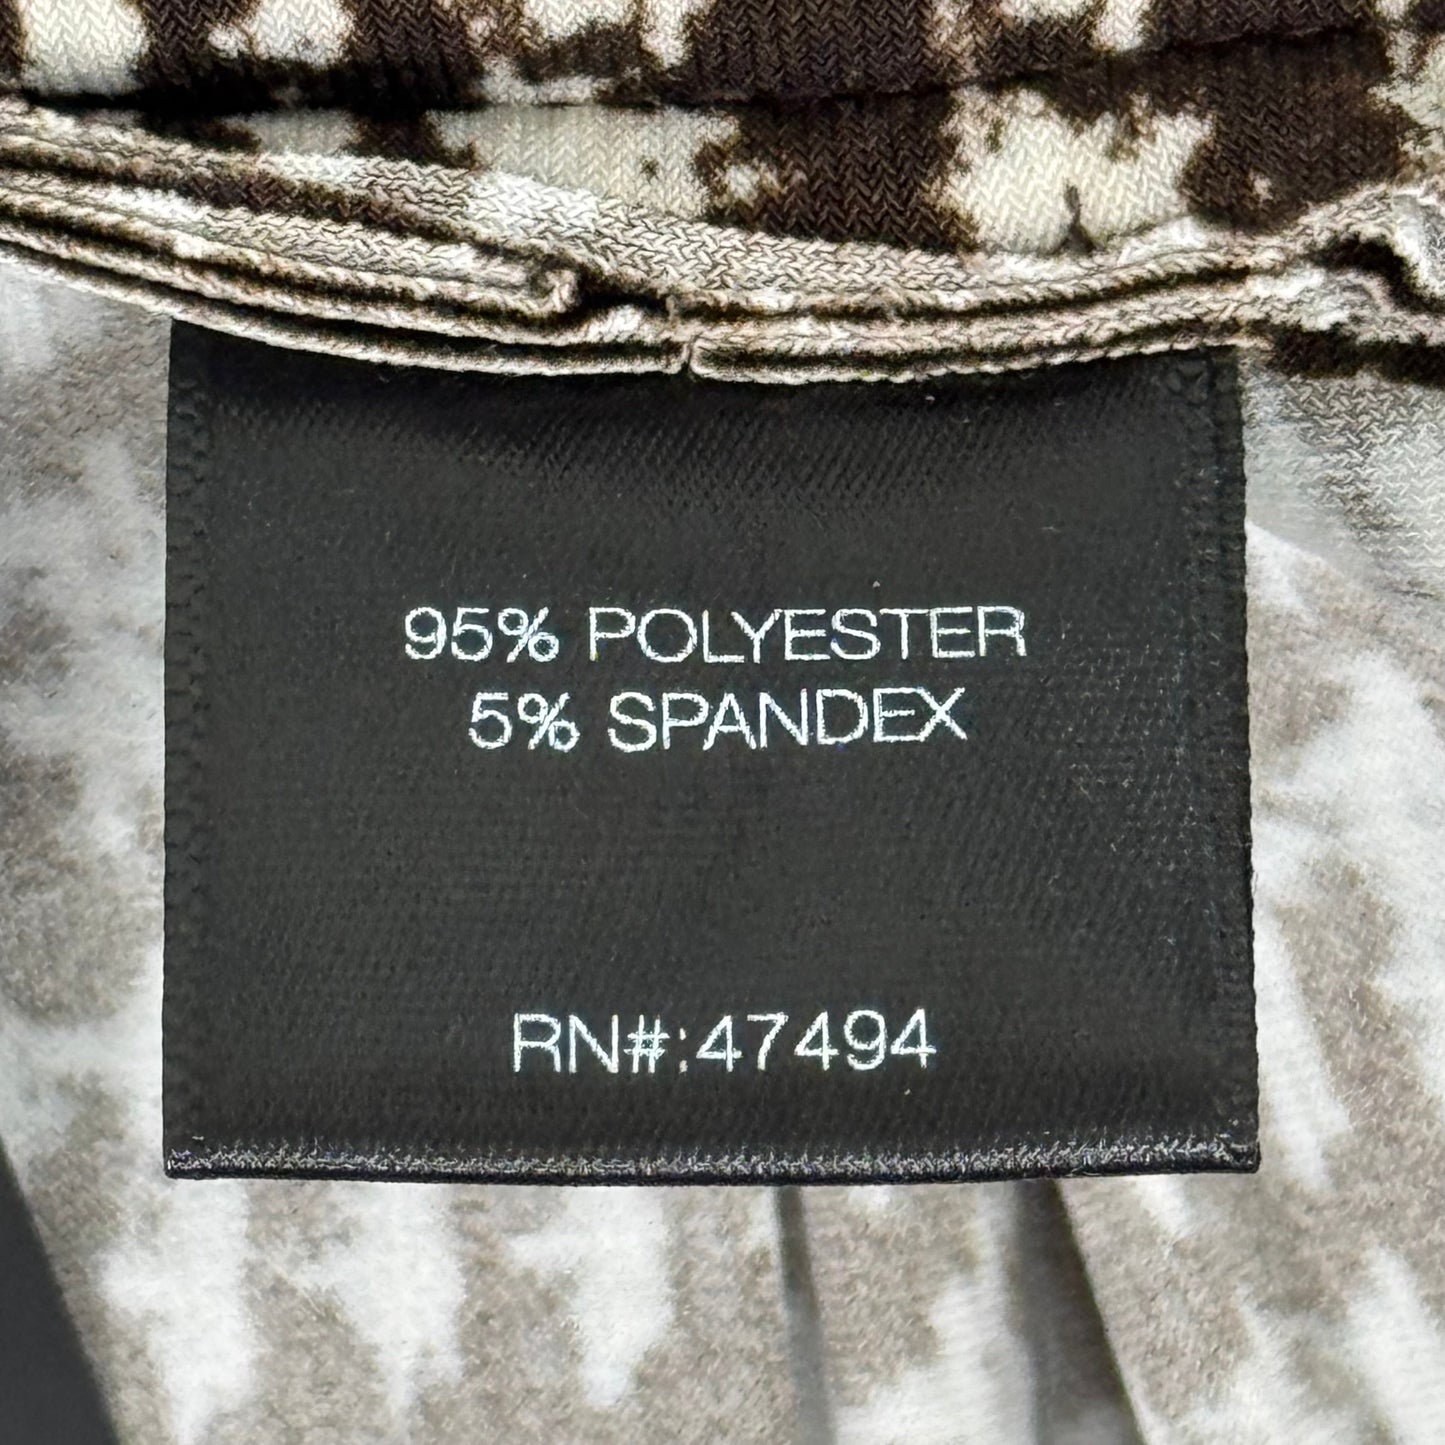 95% POLYESTER
5% SPANDEX
RN#:47494